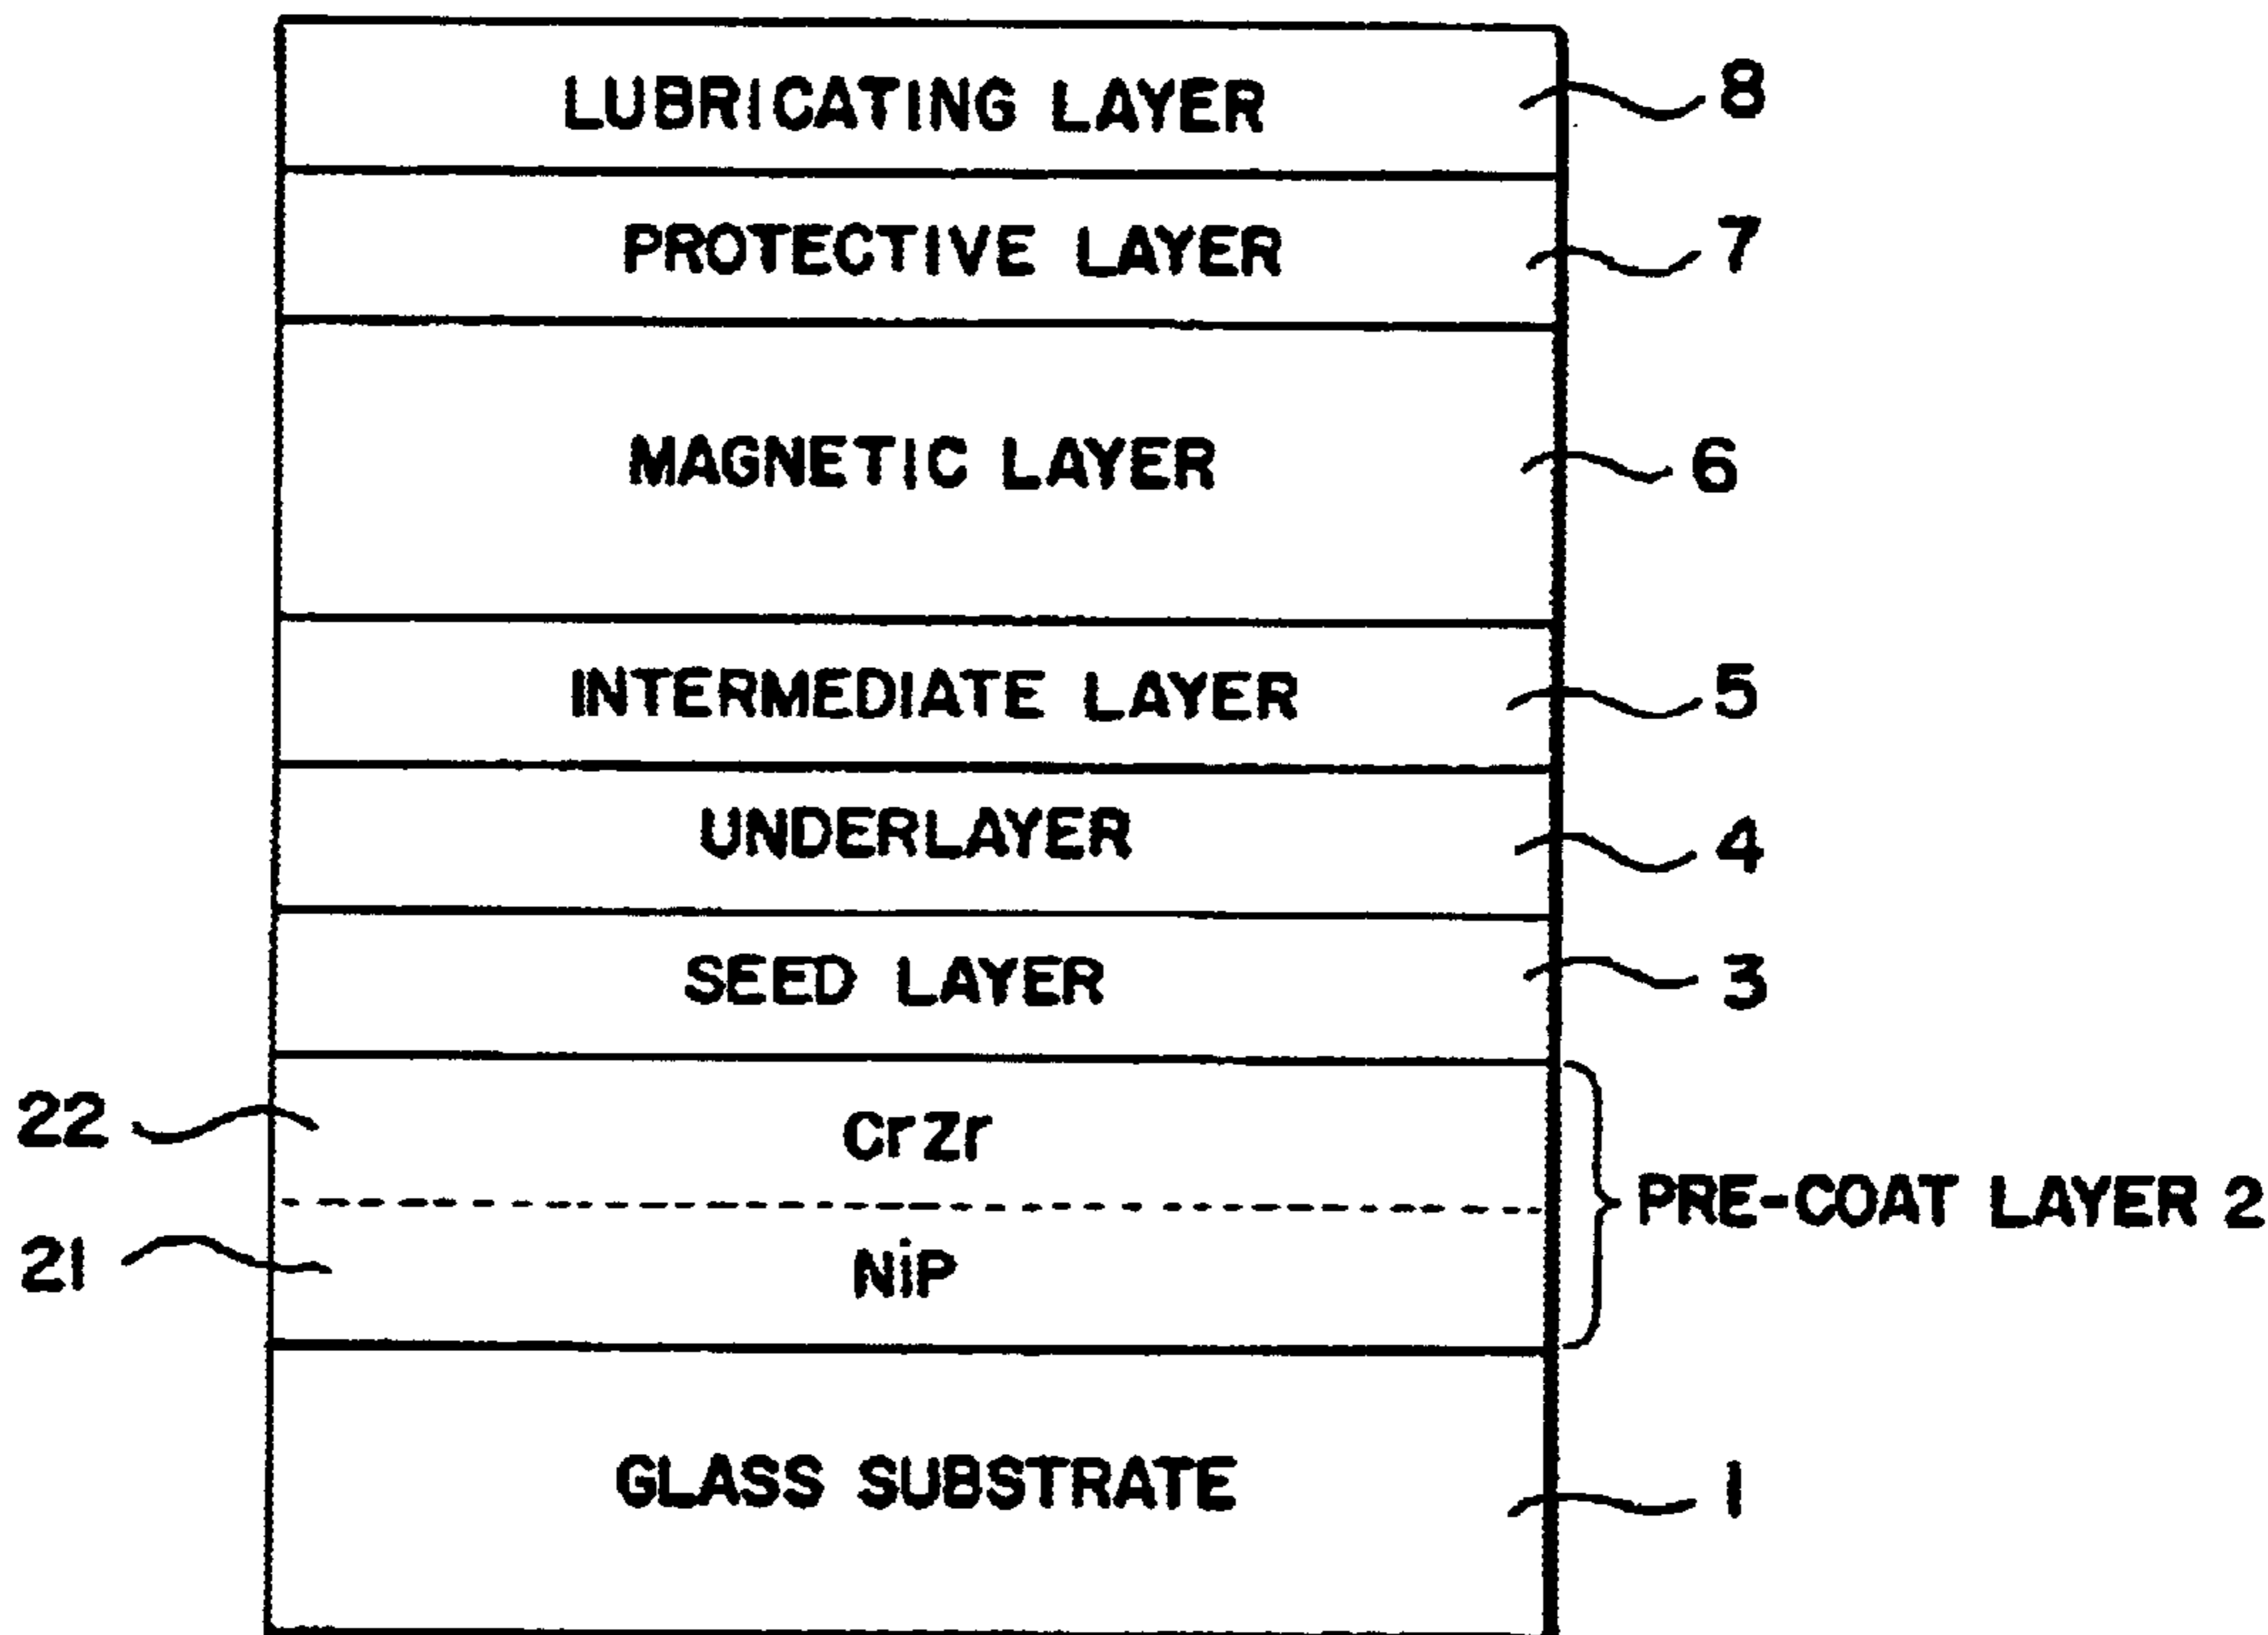 LUBRICATING LAYER 8
PROTECTIVE LAYER 7
MAGNETIC LAYER 6
INTERMEDIATE LAYER 5
UNDERLAYER 4
SEED LAYER 3
22 CrZr
PRE-COAT LAYER 2
21 NiP
GLASS SUBSTRATE 1